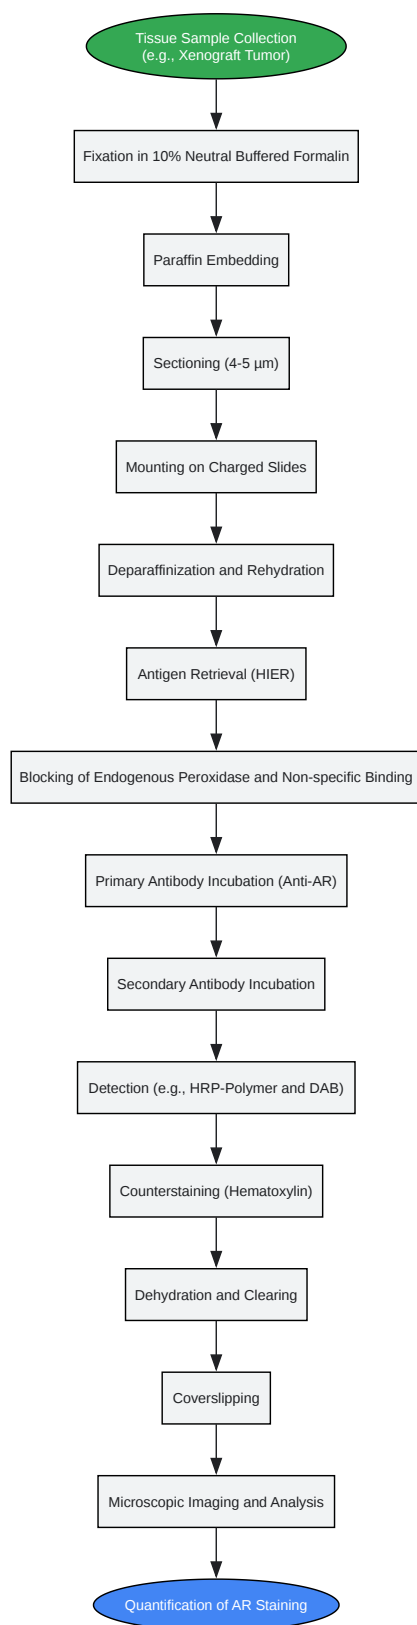 Tissue Sample Collection
(e.g., Xenograft Tumor)
Fixation in 10% Neutral Buffered Formalin
Paraffin Embedding
Sectioning (4-5 µm)
Mounting on Charged Slides
Deparaffinization and Rehydration
Antigen Retrieval (HIER)
Blocking of Endogenous Peroxidase and Non-specific Binding
Primary Antibody Incubation (Anti-AR)
Secondary Antibody Incubation
Detection (e.g., HRP-Polymer and DAB)
Counterstaining (Hematoxylin)
Dehydration and Clearing
Coverslipping
Microscopic Imaging and Analysis
Quantification of AR Staining